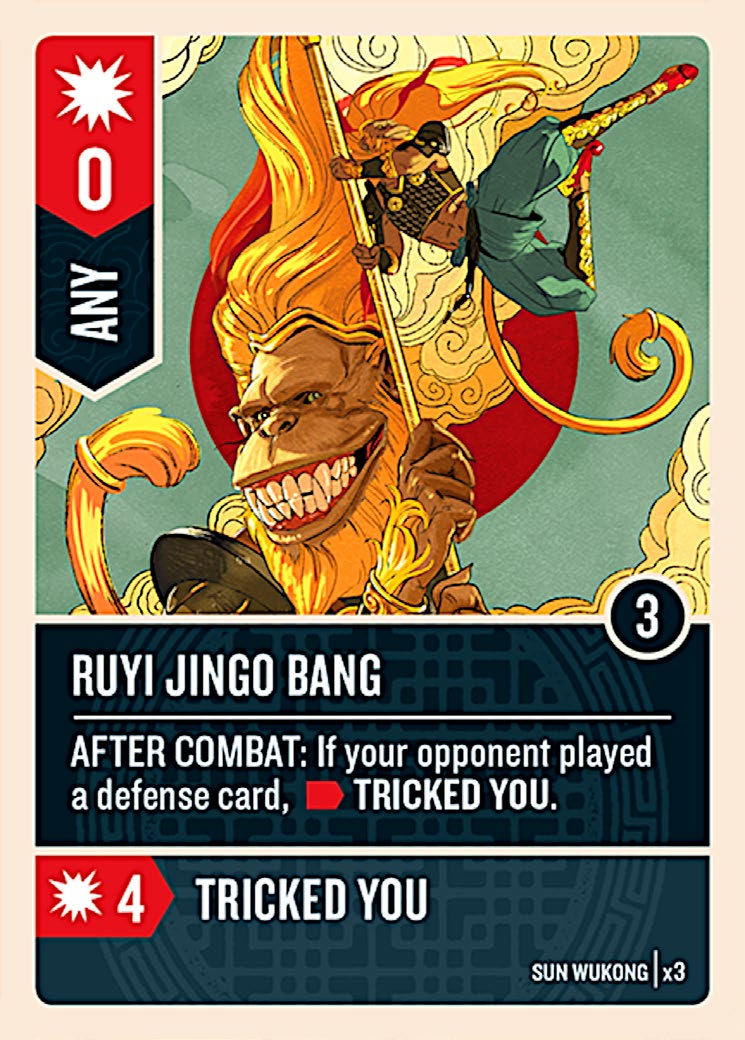 0
ANY
3
RUYI JINGO BANG
AFTER COMBAT: If your opponent played
a defense card, TRICKED YOU.
4 TRICKED YOU
SUN WUKONG | x3